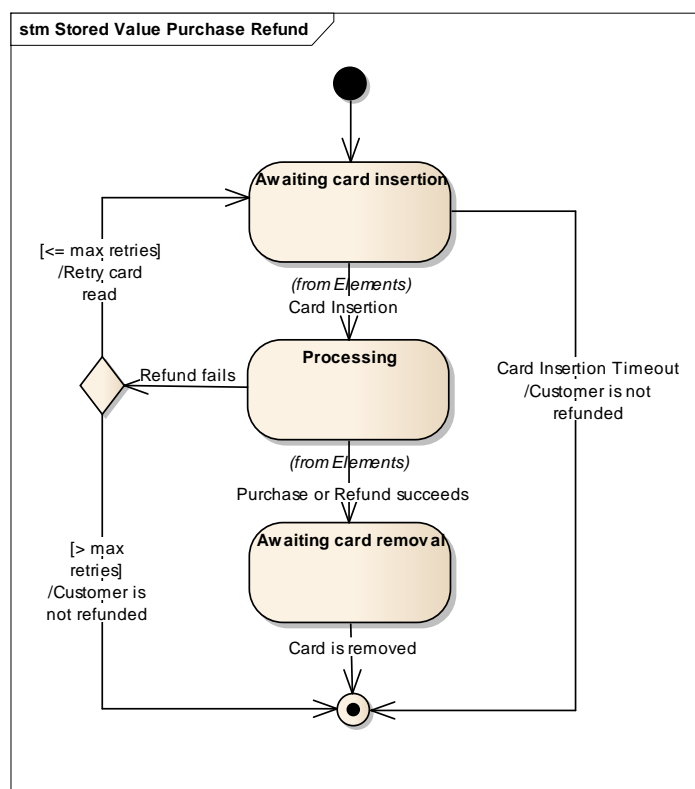 stm Stored Value Purchase Refund
Awaiting card insertion
[<= max retries]
/Retry card
read
(from Elements)
Card Insertion
Processing
Refund fails
Card Insertion Timeout
/Customer is not
refunded
(from Elements)
Purchase or Refund succeeds
Awaiting card removal
[> max
retries]
/Customer is
not refunded
Card is removed